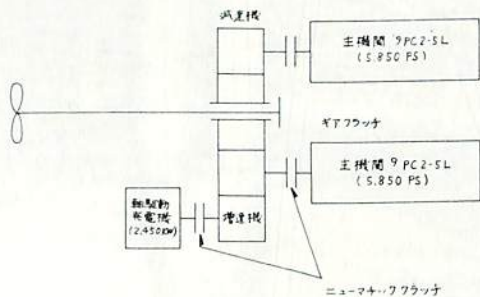 減速機
主機関 9PC2-5L
(5,850 PS)
ギアクラッチ
主機関 9PC2-5L
(5,850 PS)
軸駆動
発電機
(2,450KW)
増速機
ニューマチッククラッチ